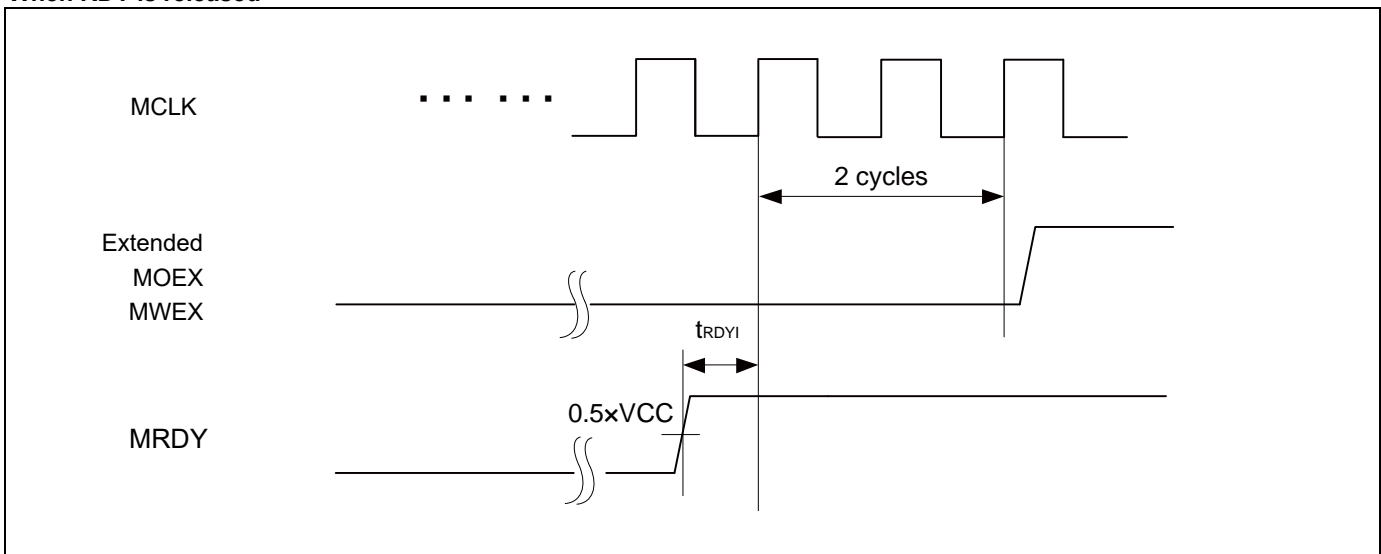 MCLK
... ...
2 cycles
Extended
MOEX
MWEX
tRDYI
0.5×VCC
MRDY